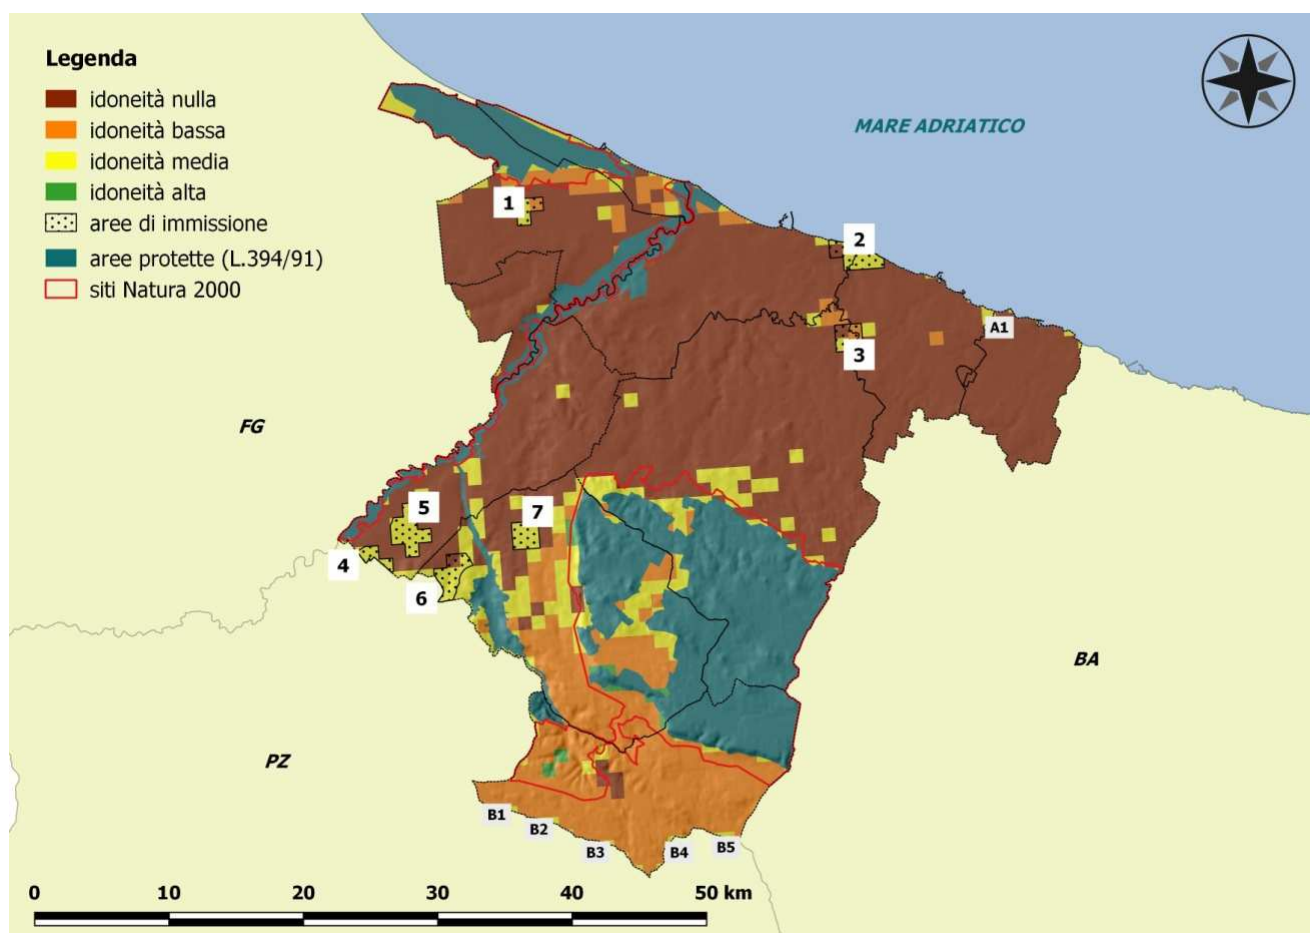 Legenda
idoneità nulla
idoneità bassa
idoneità media
idoneità alta
aree di immissione
aree protette (L.394/91)
siti Natura 2000
MARE ADRIATICO
1
2
A1
3
FG
5
7
4
6
BA
PZ
B1
B2
B3
B4
B5
0 10 20 30 40 50 km